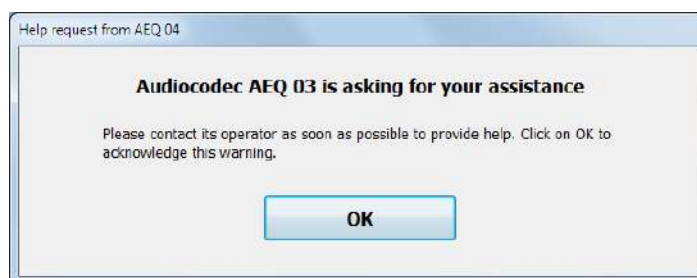 Help request from AEQ 04
Audiocodec AEQ 03 is asking for your assistance
Please contact its operator as soon as possible to provide help. Click on OK to
acknowledge this warning.
OK